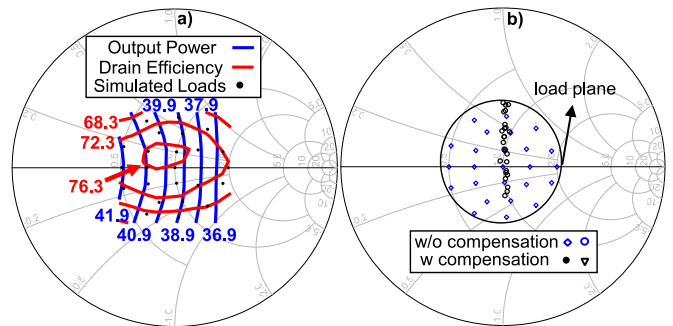 a)
b)
Output Power
Drain Efficiency
Simulated Loads
39.9 37.9
68.3
72.3
76.3
41.9
40.9 38.9 36.9
load plane
w/o compensation
w compensation